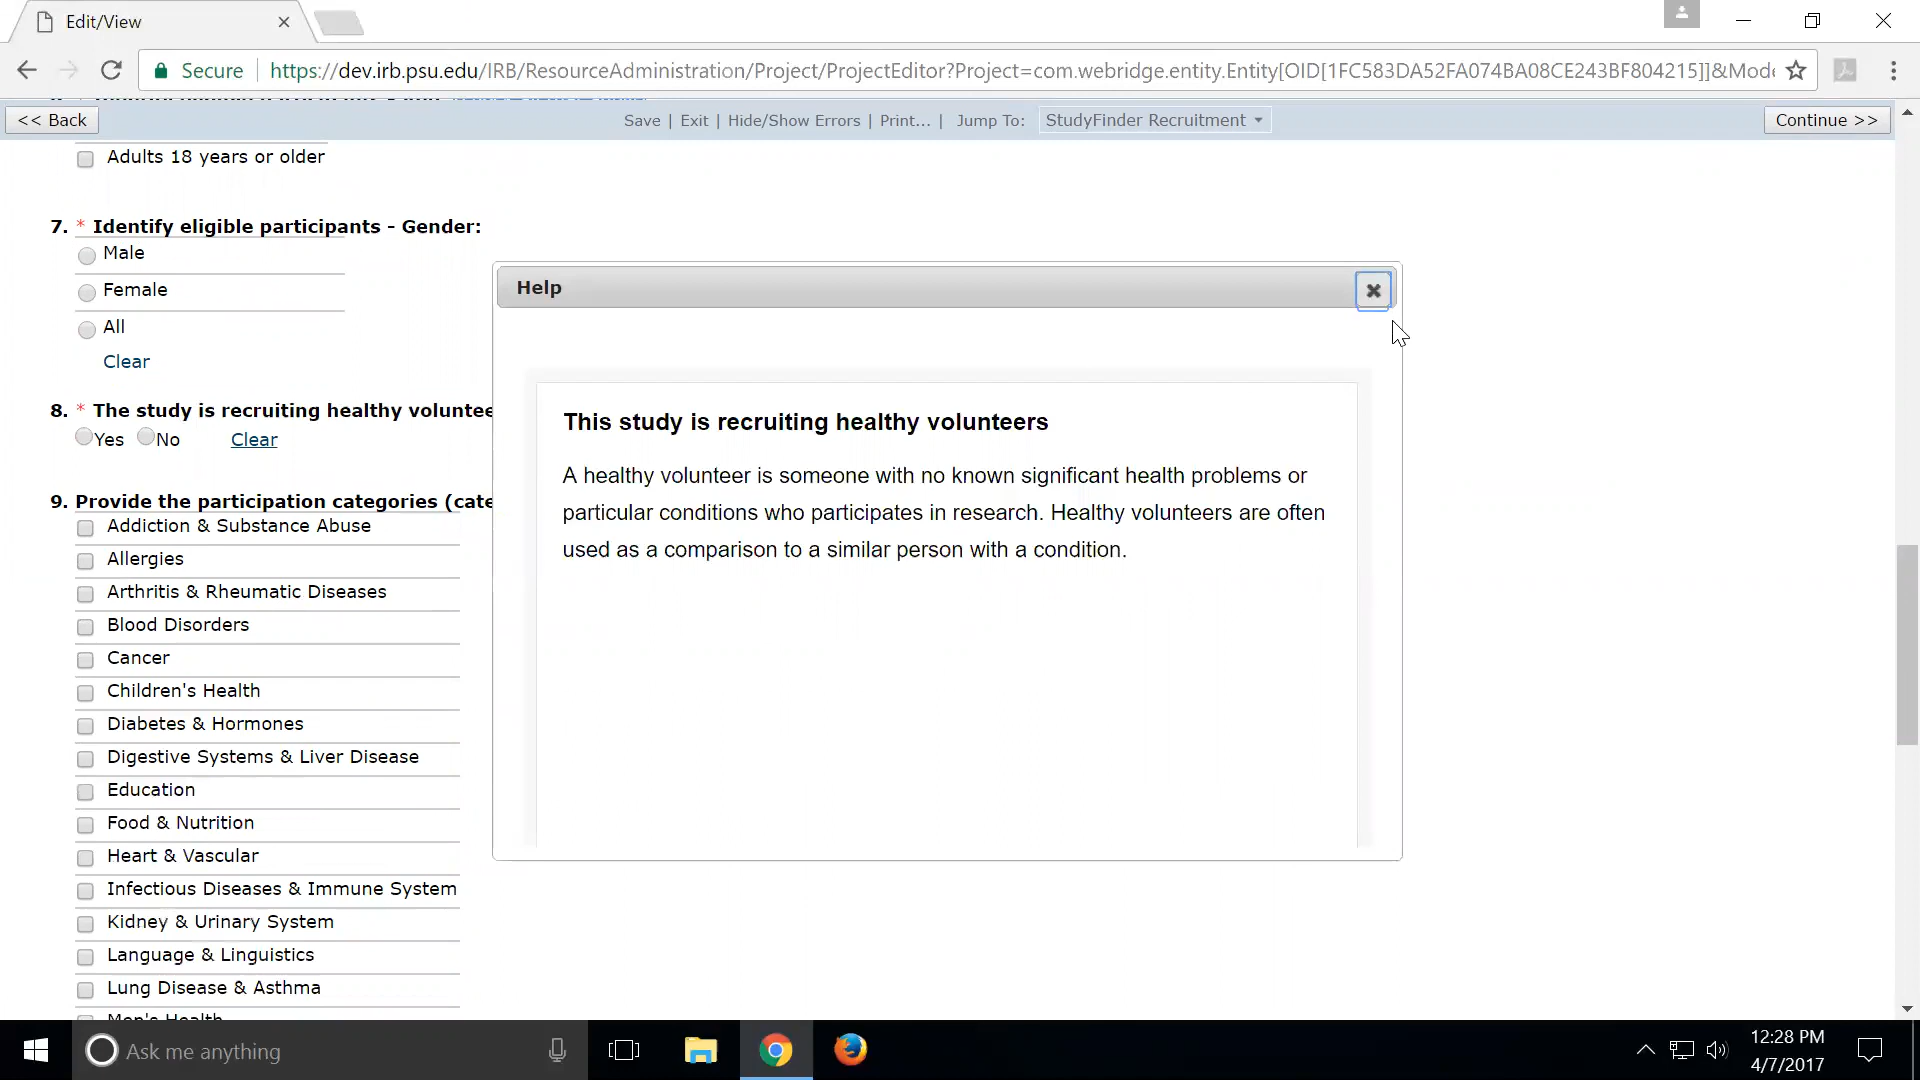 Edit/View
Secure https://dev.irb.psu.edu/IRB/ResourceAdministration/Project/ProjectEditor?Project=com.webridge.entity.Entity[OID[1FC583DA52FA074BA08CE243BF804215]]&Mode
<< Back Save | Exit | Hide/Show Errors | Print... | Jump To: StudyFinder Recruitment Continue >>
Adults 18 years or older
7. * Identify eligible participants - Gender:
Male
Female
All
Clear
8. * The study is recruiting healthy voluntee
Yes No Clear
9. Provide the participation categories (cate
Addiction & Substance Abuse
Allergies
Arthritis & Rheumatic Diseases
Blood Disorders
Cancer
Children's Health
Diabetes & Hormones
Digestive Systems & Liver Disease
Education
Food & Nutrition
Heart & Vascular
Infectious Diseases & Immune System
Kidney & Urinary System
Language & Linguistics
Lung Disease & Asthma
Men's Health
Help
This study is recruiting healthy volunteers
A healthy volunteer is someone with no known significant health problems or
particular conditions who participates in research. Healthy volunteers are often
used as a comparison to a similar person with a condition.
Ask me anything
12:28 PM
4/7/2017